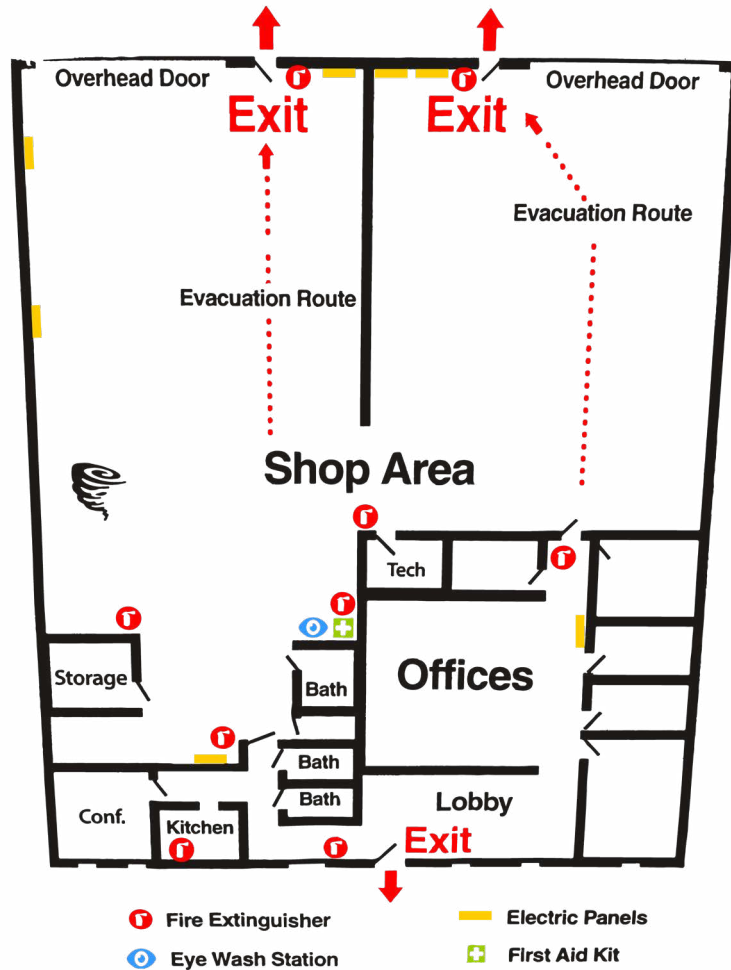 Overhead Door
Overhead Door
Exit
Exit
Evacuation Route
Evacuation Route
Shop Area
Tech
Storage
Bath
Offices
Bath
Bath
Conf.
Kitchen
Lobby
Exit
Fire Extinguisher
Electric Panels
Eye Wash Station
First Aid Kit